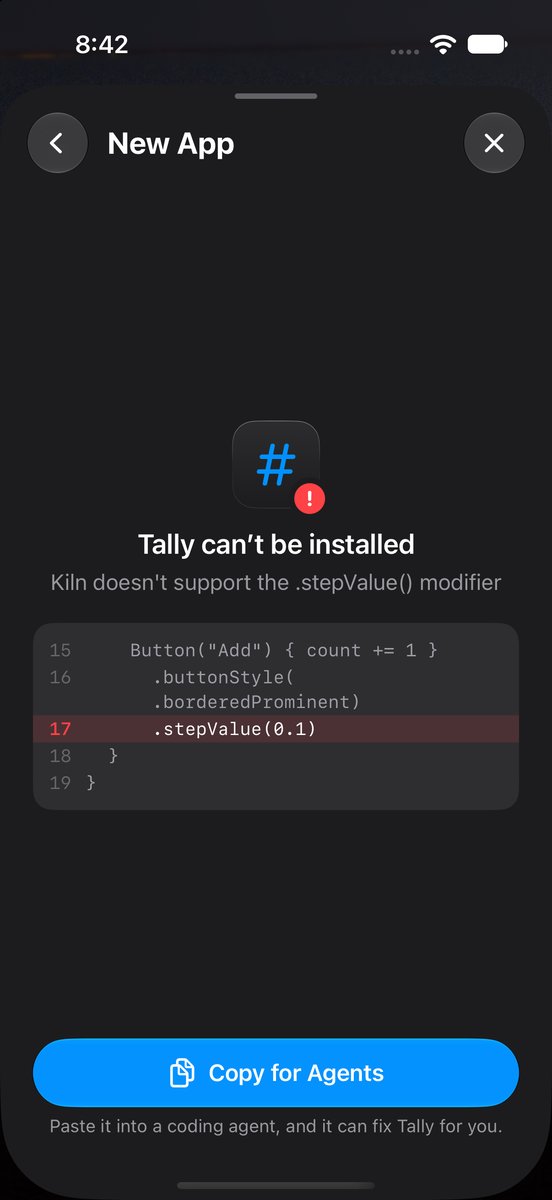 8:42
New App
#
!
Tally can’t be installed
Kiln doesn't support the .stepValue() modifier
15 Button("Add") { count += 1 }
16 .buttonStyle(
.borderedProminent)
17 .stepValue(0.1)
18 }
19 }
Copy for Agents
Paste it into a coding agent, and it can fix Tally for you.